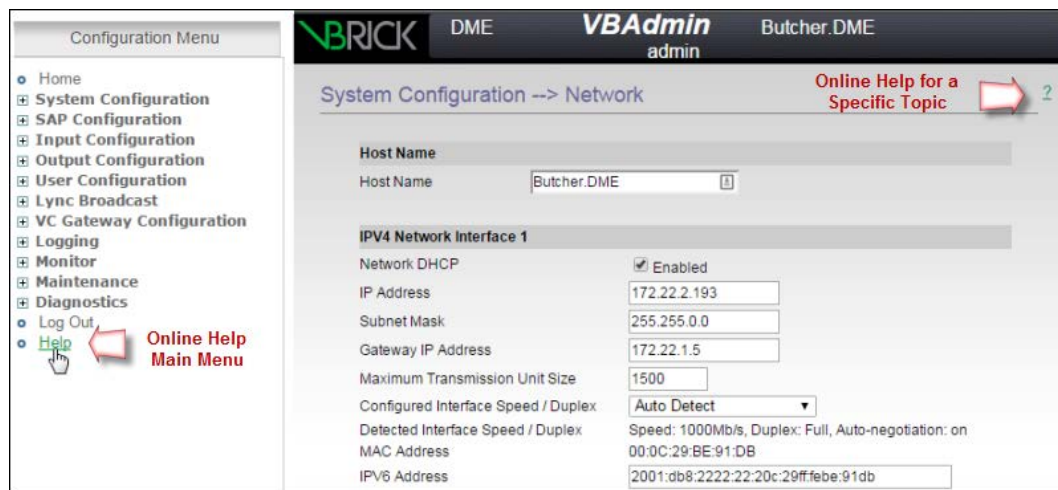 Configuration Menu
Home
System Configuration
SAP Configuration
Input Configuration
Output Configuration
User Configuration
Lync Broadcast
VC Gateway Configuration
Logging
Monitor
Maintenance
Diagnostics
Log Out
Help
Online Help
Main Menu
VBRICK DME VBAdmin Butcher.DME
admin
System Configuration --> Network
Online Help for a
Specific Topic
?
Host Name
Host Name Butcher.DME
IPV4 Network Interface 1
Network DHCP Enabled
IP Address 172.22.2.193
Subnet Mask 255.255.0.0
Gateway IP Address 172.22.1.5
Maximum Transmission Unit Size 1500
Configured Interface Speed / Duplex Auto Detect
Detected Interface Speed / Duplex Speed: 1000Mb/s, Duplex: Full, Auto-negotiation: on
MAC Address 00:0C:29:BE:91:DB
IPV6 Address 2001:db8:2222:22:20c:29ff:febe:91db